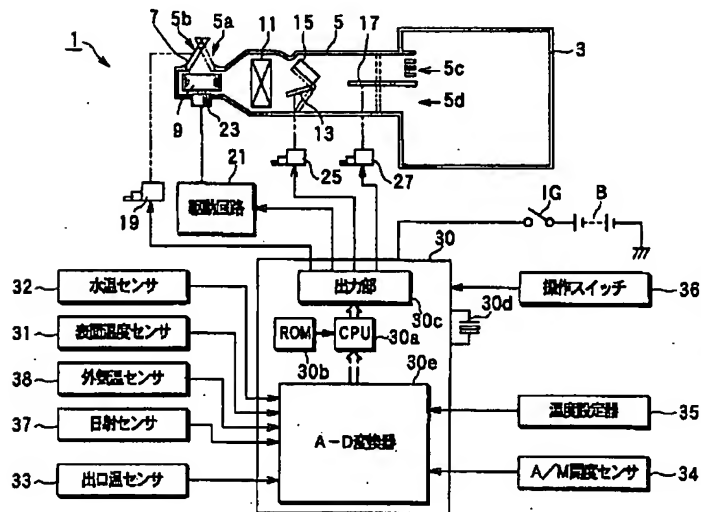 1
7
5b
5a
11
15
5
17
3
5c
5d
9
23
13
21
25
27
19
駆動回路
IG
B
30
32
水温センサ
出力部
操作スイッチ
36
30c
30d
31
表面温度センサ
ROM
CPU
30a
30b
30e
38
外気温センサ
37
日射センサ
A-D変換器
温度設定器
35
33
出口温センサ
A/M開度センサ
34